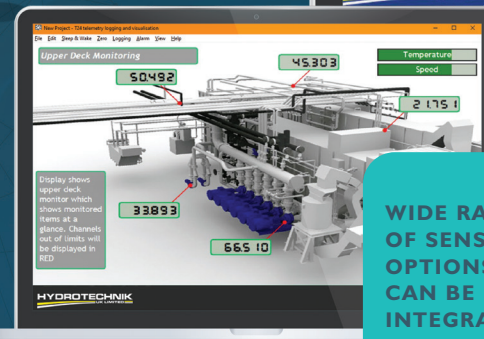 New Project - T24 telemetry logging and visualisation
File Edit Sleep & Wake Zero Logging Alarm View Help
Upper Deck Monitoring
Temperature
Speed
50.492
45.303
21.751
33.893
66.510
Display shows
upper deck
monitor which
shows monitored
items at a
glance. Channels
out of limits will
be displayed in
RED
HYDROTECHNIK
UK LIMITED
WIDE RA
OF SENS
OPTIONS
CAN BE
INTEGRA